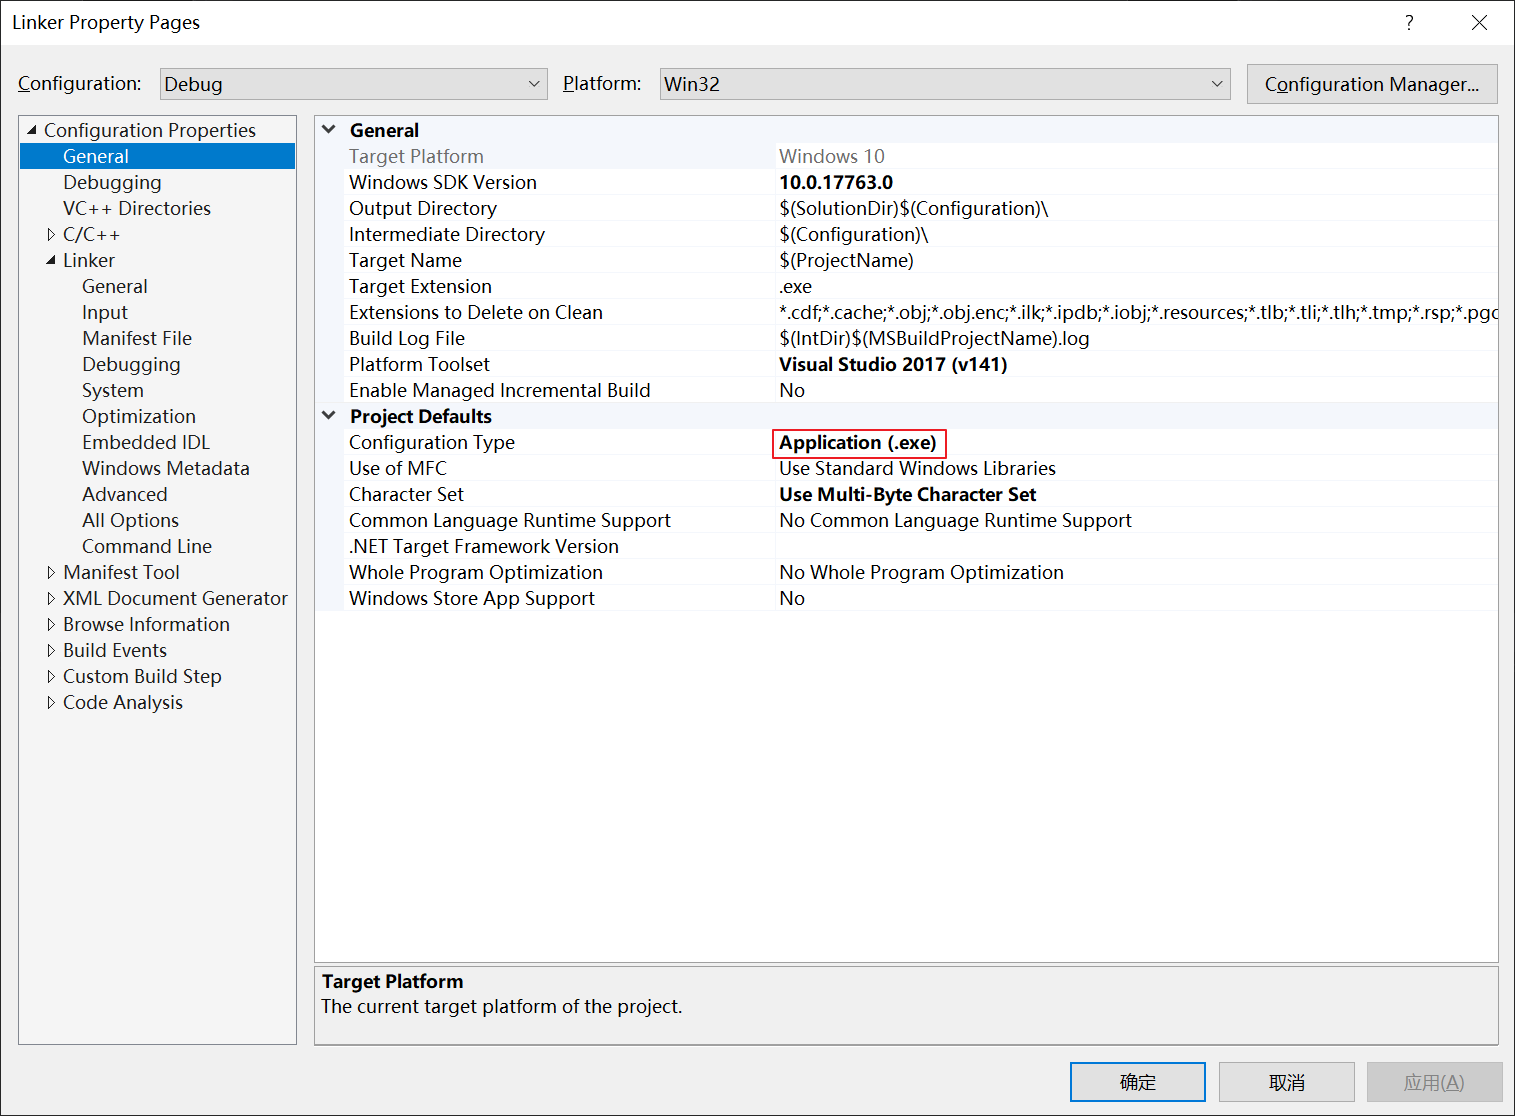 Linker Property Pages
?
Configuration:
Debug
Platform:
Win32
Configuration Manager...
Configuration Properties
General
Debugging
VC++ Directories
C/C++
Linker
General
Input
Manifest File
Debugging
System
Optimization
Embedded IDL
Windows Metadata
Advanced
All Options
Command Line
Manifest Tool
XML Document Generator
Browse Information
Build Events
Custom Build Step
Code Analysis
General
Target Platform Windows 10
Windows SDK Version 10.0.17763.0
Output Directory $(SolutionDir)$(Configuration)\
Intermediate Directory $(Configuration)\
Target Name $(ProjectName)
Target Extension .exe
Extensions to Delete on Clean *.cdf;*.cache;*.obj;*.obj.enc;*.ilk;*.ipdb;*.iobj;*.resources;*.tlb;*.tli;*.tlh;*.tmp;*.rsp;*.pgc
Build Log File $(IntDir)$(MSBuildProjectName).log
Platform Toolset Visual Studio 2017 (v141)
Enable Managed Incremental Build No
Project Defaults
Configuration Type Application (.exe)
Use of MFC Use Standard Windows Libraries
Character Set Use Multi-Byte Character Set
Common Language Runtime Support No Common Language Runtime Support
.NET Target Framework Version
Whole Program Optimization No Whole Program Optimization
Windows Store App Support No
Target Platform
The current target platform of the project.
确定
取消
应用(A)